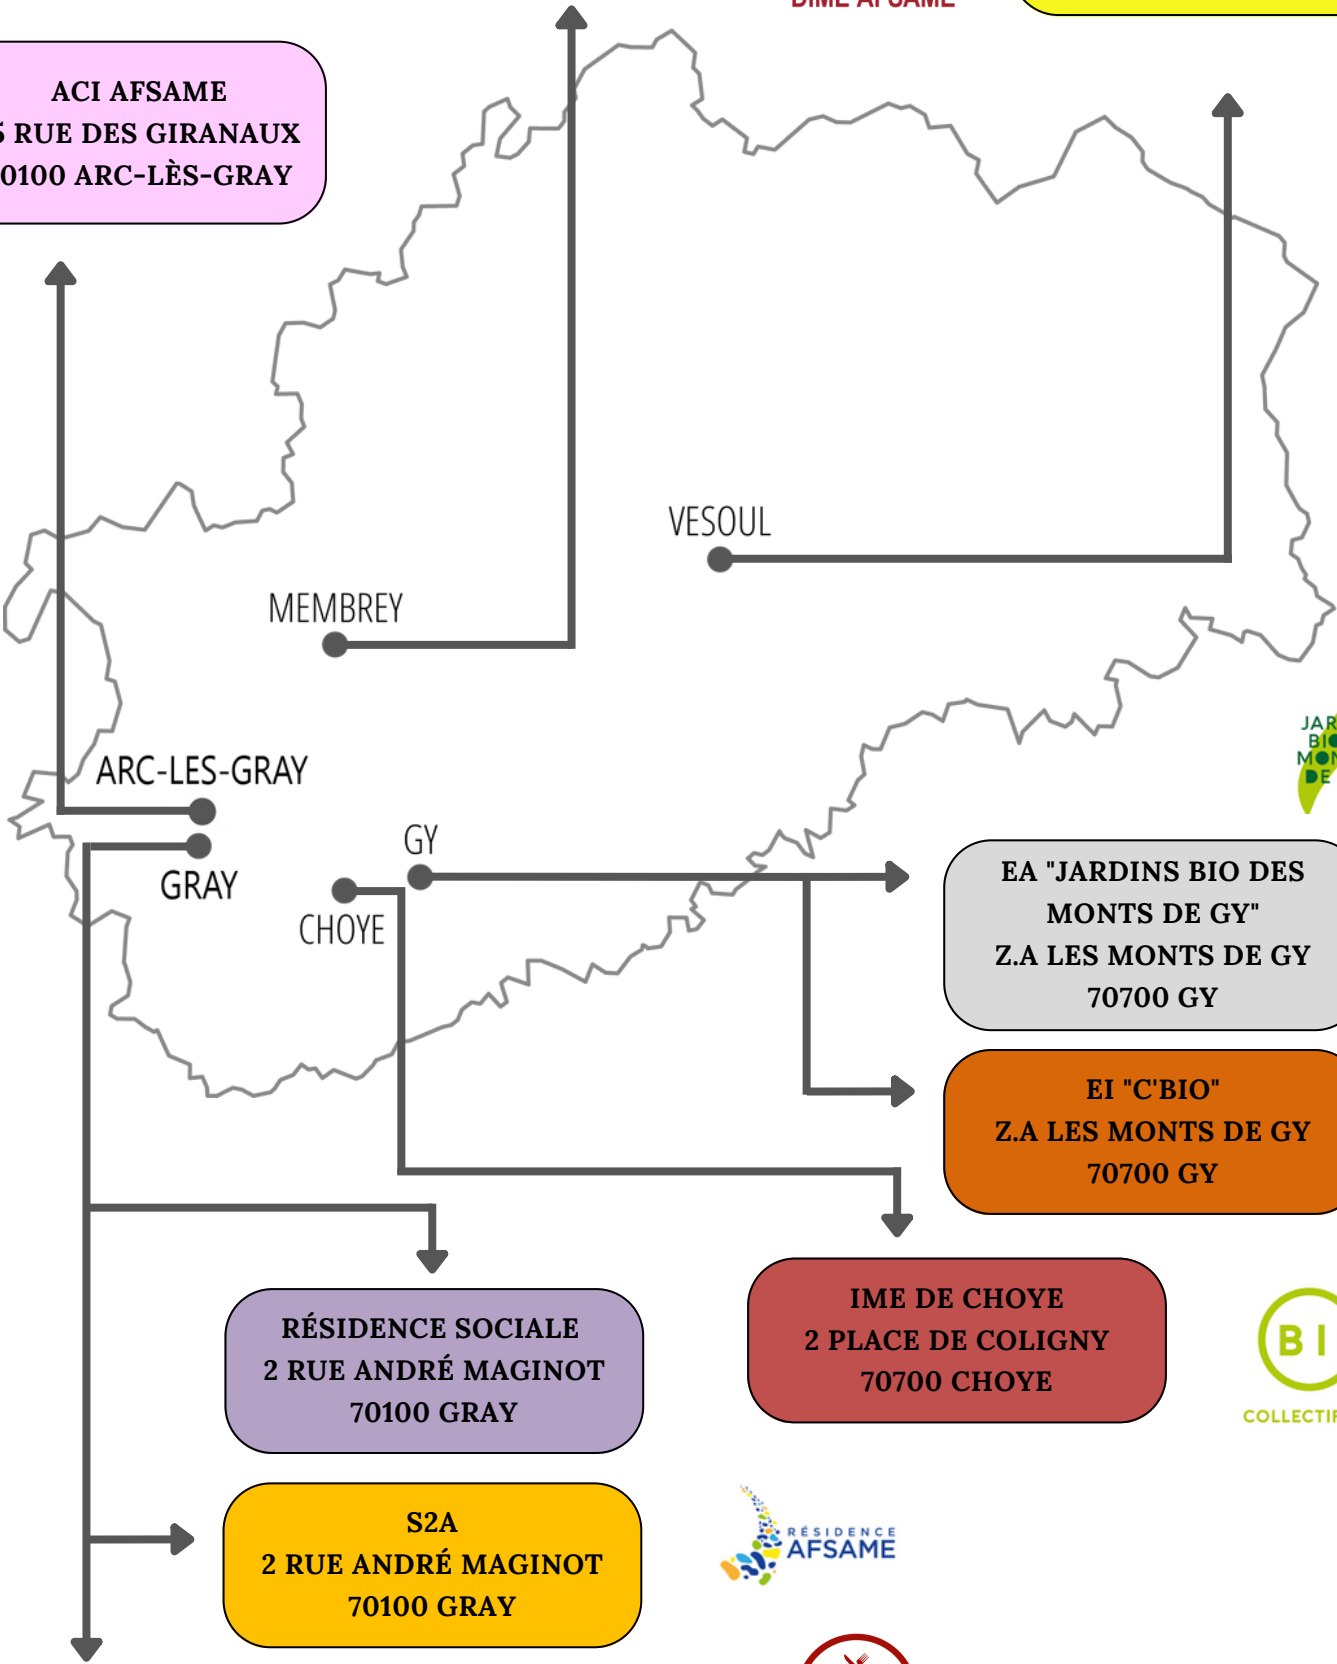 DIME AFSAME
ACI AFSAME
RUE DES GIRANAUX
0100 ARC-LÈS-GRAY
VESOUL
MEMBREY
ARC-LES-GRAY
GRAY
GY
CHOYE
EA "JARDINS BIO DES
MONTS DE GY"
Z.A LES MONTS DE GY
70700 GY
EI "C'BIO"
Z.A LES MONTS DE GY
70700 GY
RÉSIDENCE SOCIALE
2 RUE ANDRÉ MAGINOT
70100 GRAY
IME DE CHOYE
2 PLACE DE COLIGNY
70700 CHOYE
BI
COLLECTIF
S2A
2 RUE ANDRÉ MAGINOT
70100 GRAY
RÉSIDENCE
AFSAME